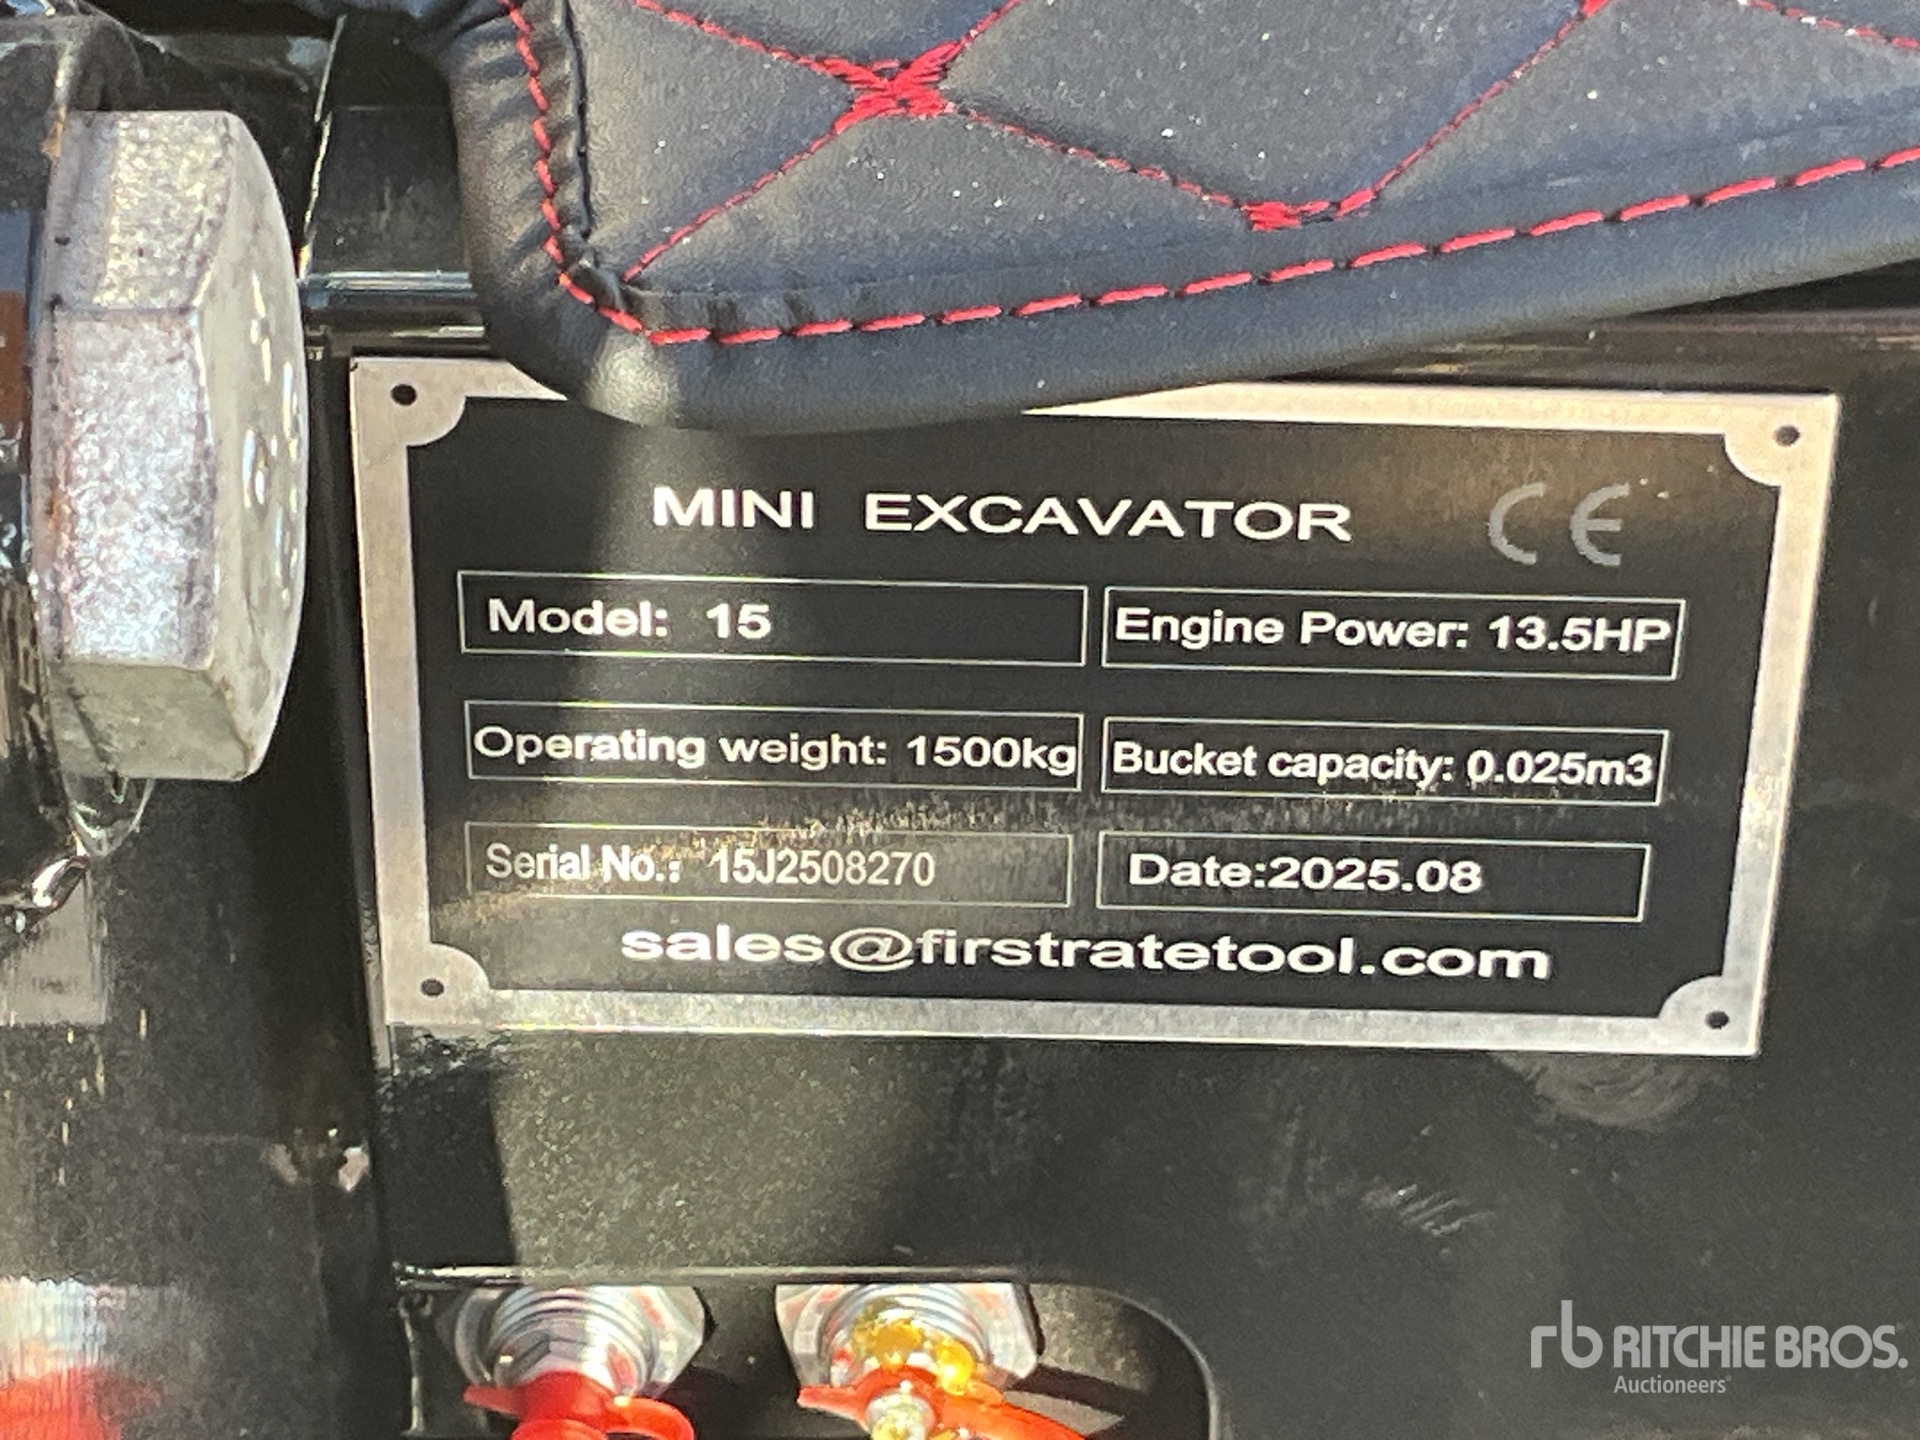 MINI EXCAVATOR CE
Model: 15
Engine Power: 13.5HP
Operating weight: 1500kg
Bucket capacity: 0.025m3
Serial No.: 15J2508270
Date:2025.08
sales@firstratetool.com
rb RITCHIE BROS.
Auctioneers